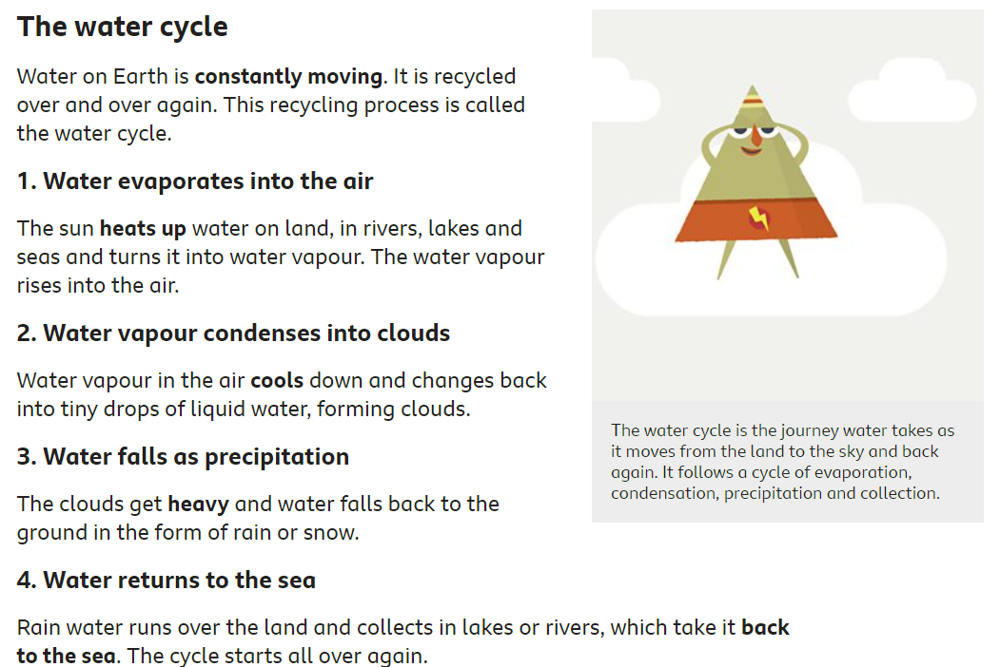 The water cycle
Water on Earth is constantly moving. It is recycled
over and over again. This recycling process is called
the water cycle.
1. Water evaporates into the air
The sun heats up water on land, in rivers, lakes and
seas and turns it into water vapour. The water vapour
rises into the air.
2. Water vapour condenses into clouds
Water vapour in the air cools down and changes back
into tiny drops of liquid water, forming clouds.
3. Water falls as precipitation
The clouds get heavy and water falls back to the
ground in the form of rain or snow.
4. Water returns to the sea
Rain water runs over the land and collects in lakes or rivers, which take it back
to the sea. The cycle starts all over again.
The water cycle is the journey water takes as
it moves from the land to the sky and back
again. It follows a cycle of evaporation,
condensation, precipitation and collection.